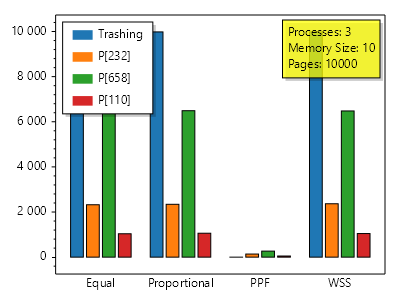 10 000
8 000
6 000
4 000
2 000
0
Trashing
P[232]
P[658]
P[110]
Processes: 3
Memory Size: 10
Pages: 10000
Equal
Proportional
PPF
WSS